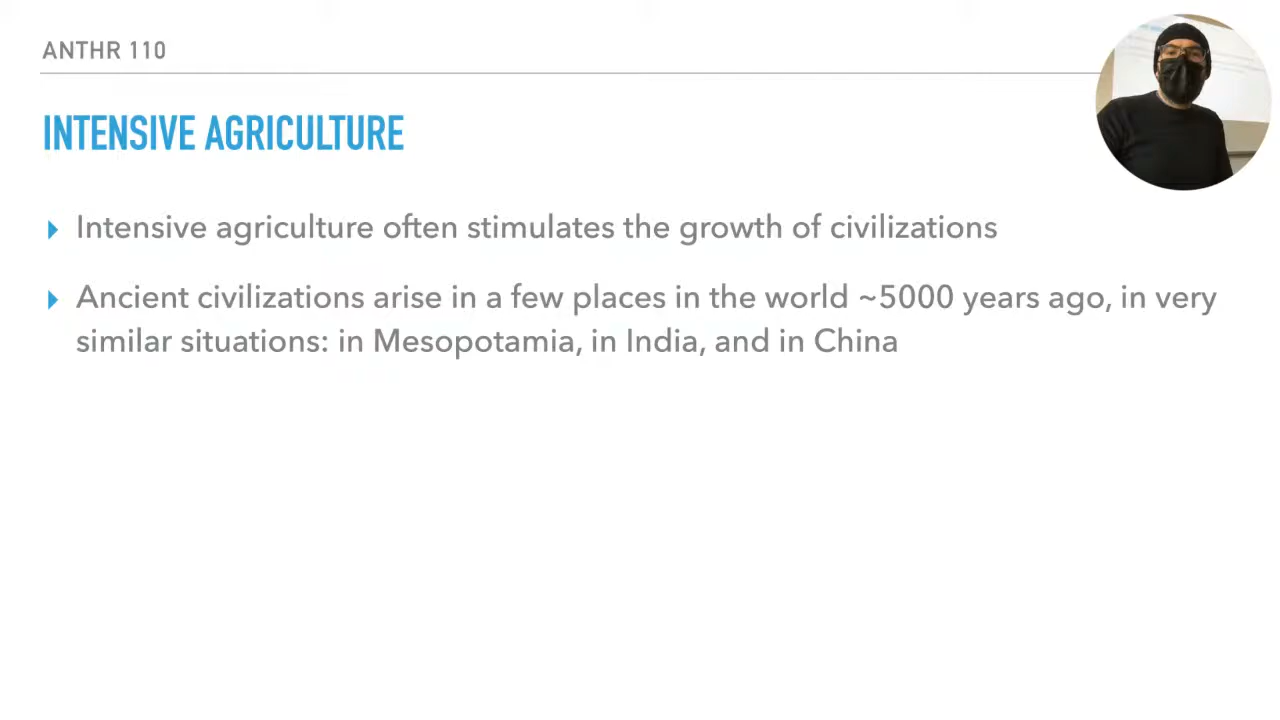 ANTHR 110
INTENSIVE AGRICULTURE
Intensive agriculture often stimulates the growth of civilizations
Ancient civilizations arise in a few places in the world ~5000 years ago, in very
similar situations: in Mesopotamia, in India, and in China